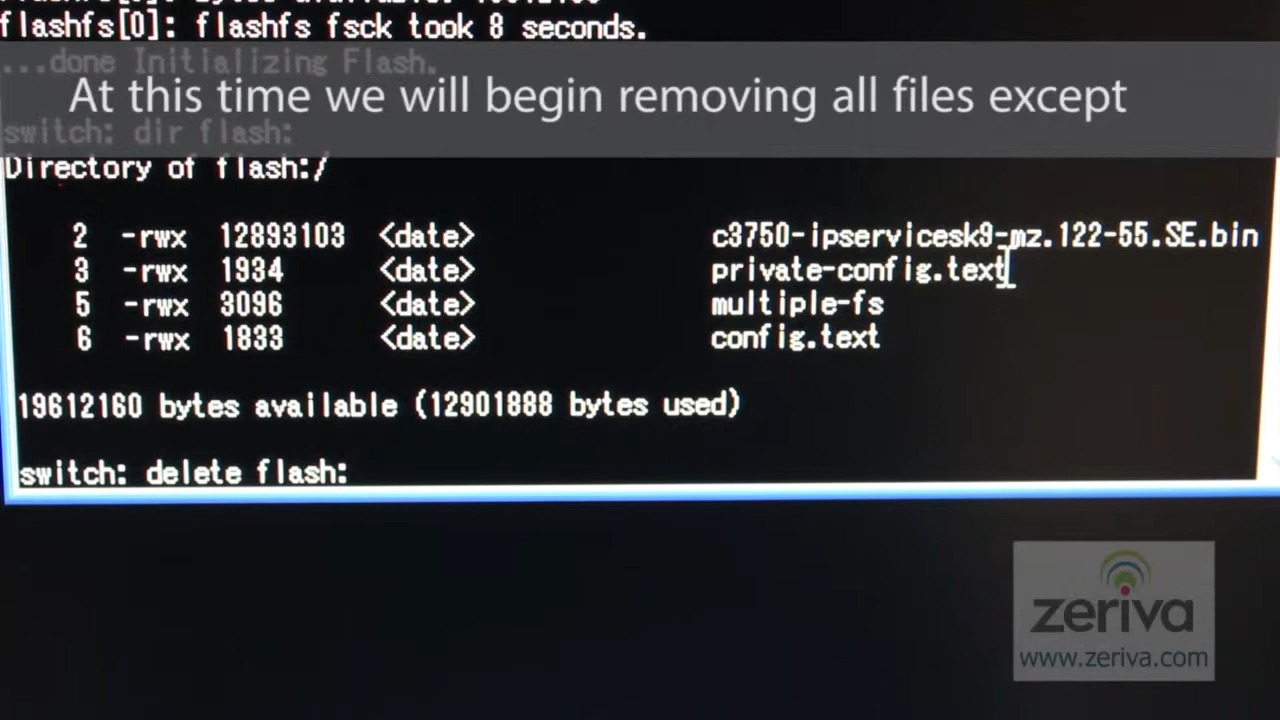 flashfs[0]: flashfs fsck took 8 seconds.
...done Initializing Flash.
At this time we will begin removing all files except
switch: dir flash:
Directory of flash:/
2 -rwx 12893103 <date> c3750-ipservicesk9-mz.122-55.SE.bin
3 -rwx 1934 <date> private-config.text
5 -rwx 3096 <date> multiple-fs
6 -rwx 1833 <date> config.text
19612160 bytes available (12901888 bytes used)
switch: delete flash:
zeriva
www.zeriva.com